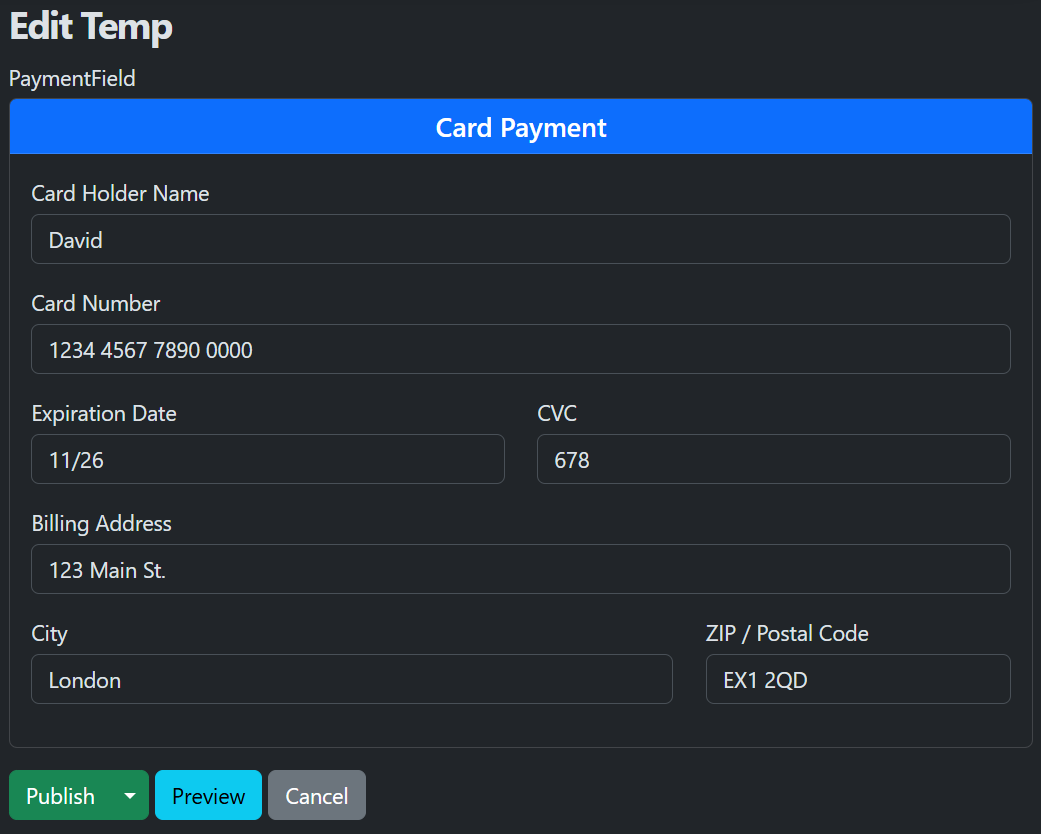 Edit Temp
PaymentField
Card Payment
Card Holder Name
David
Card Number
1234 4567 7890 0000
Expiration Date CVC
11/26 678
Billing Address
123 Main St.
City ZIP / Postal Code
London EX1 2QD
Publish Preview Cancel